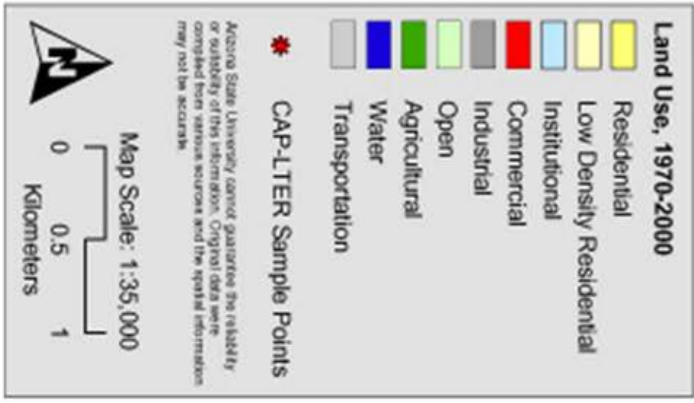 Land Use, 1970-2000
Residential
Low Density Residential
Institutional
Commercial
Industrial
Open
Agricultural
Water
Transportation
CAP-LTER Sample Points
Arizona State University cannot guarantee the reliability
or suitability of this information. Original data were
compiled from various sources and the spatial information
may not be accurate.
Map Scale: 1:35,000
N
0 0.5 1
Kilometers